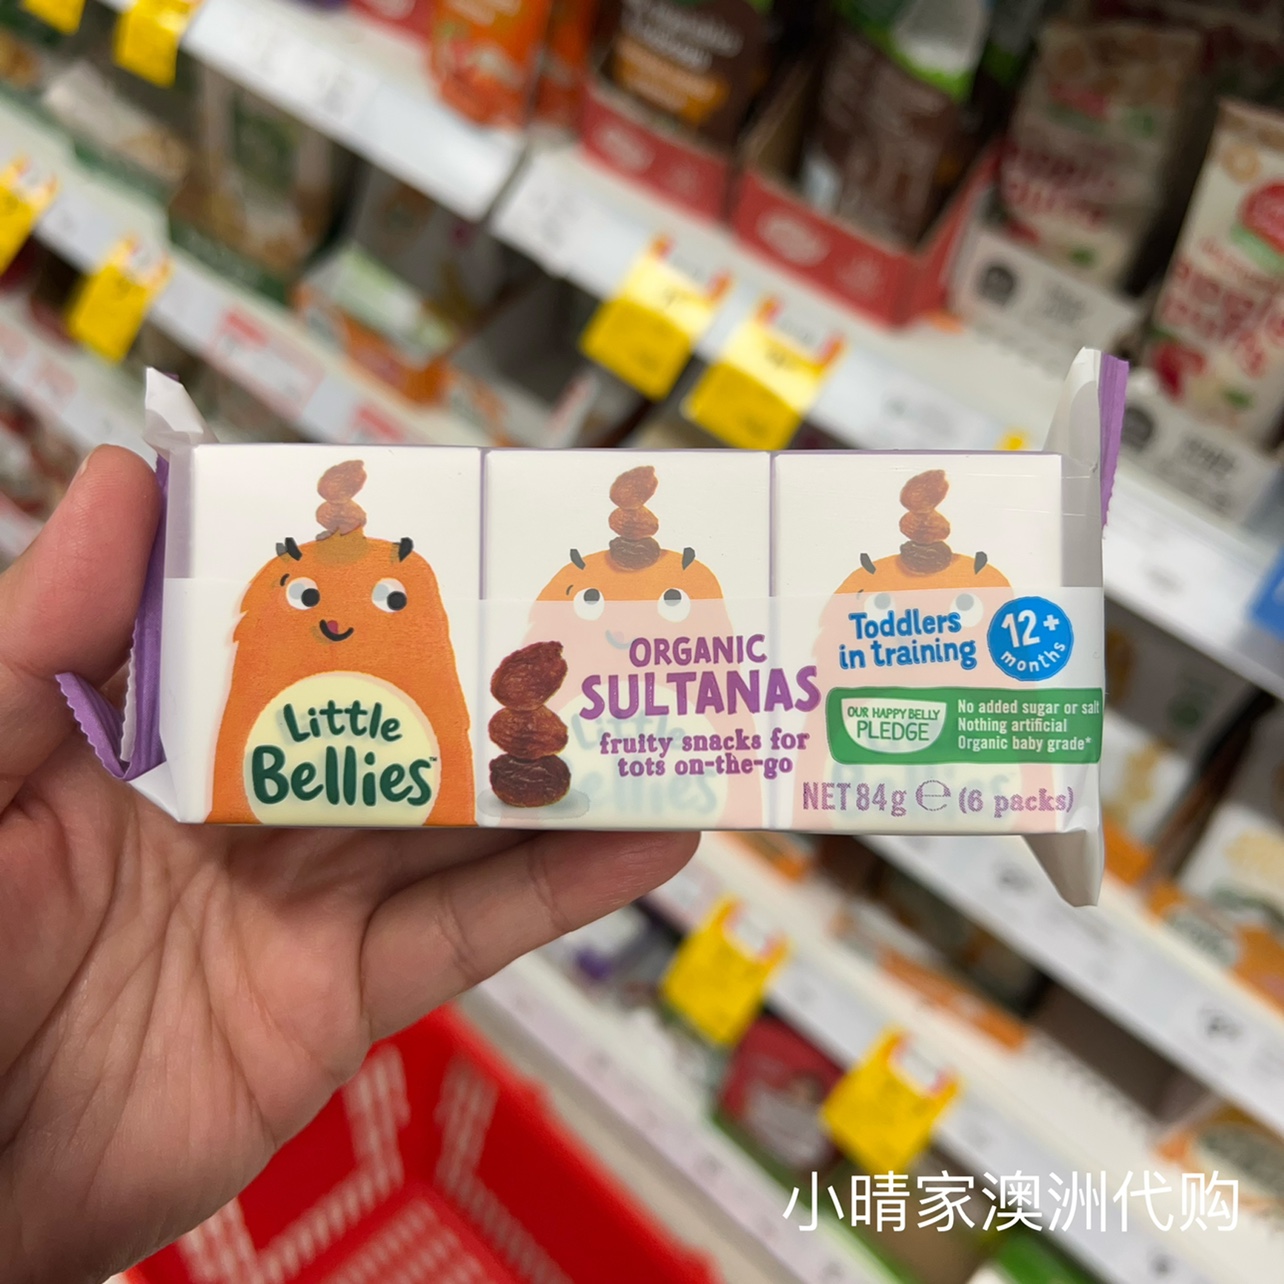 Little
Bellies™
ORGANIC
SULTANAS
fruity snacks for
tots on-the-go
Toddlers
in training
12+
months
OUR HAPPY BELLY
PLEDGE
No added sugar or salt
Nothing artificial
Organic baby grade*
NET 84g ℮ (6 packs)
小晴家澳洲代购